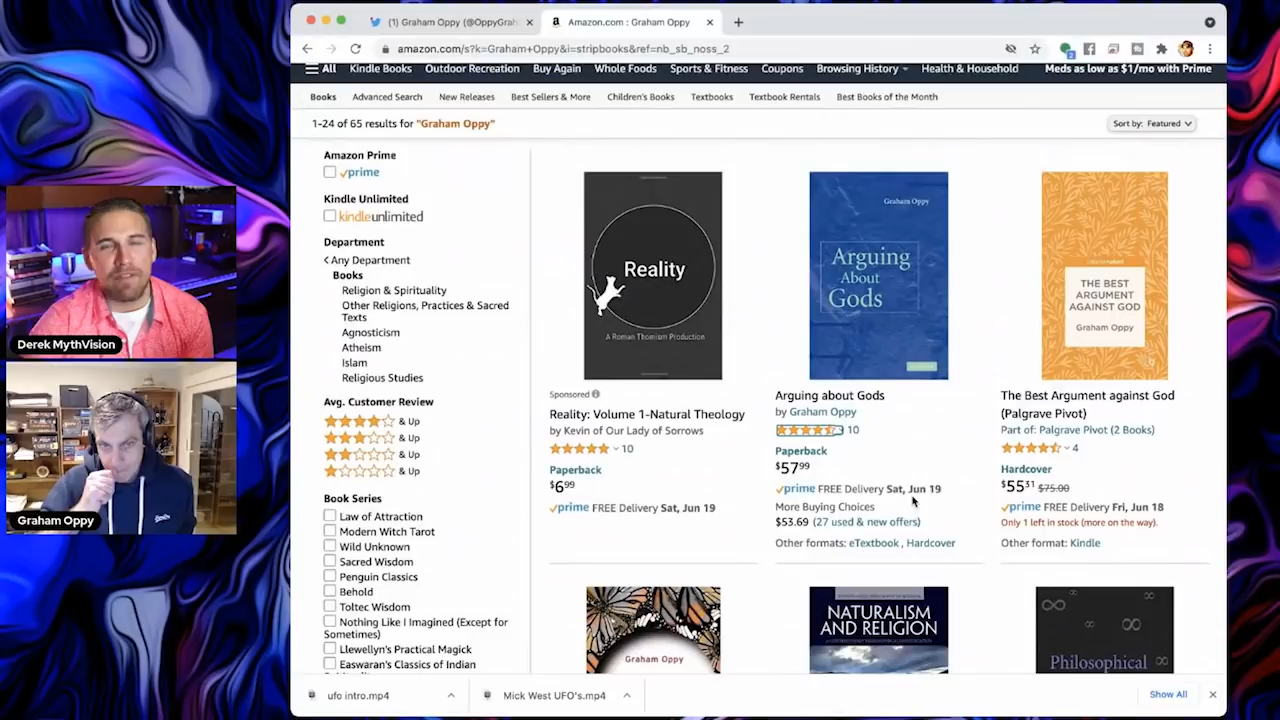 (1) Graham Oppy (@OppyGrah
Amazon.com : Graham Oppy
amazon.com/s?k=Graham+Oppy&i=stripbooks&ref=nb_sb_noss_2
All Kindle Books Outdoor Recreation Buy Again Whole Foods Sports & Fitness Coupons Browsing History Health & Household Meds as low as $1/mo with Prime
Books Advanced Search New Releases Best Sellers & More Children's Books Textbooks Textbook Rentals Best Books of the Month
1-24 of 65 results for "Graham Oppy"
Sort by: Featured
Amazon Prime
prime
Kindle Unlimited
kindleunlimited
Department
Any Department
Books
Religion & Spirituality
Other Religions, Practices & Sacred
Texts
Agnosticism
Atheism
Islam
Religious Studies
Avg. Customer Review
& Up
& Up
& Up
& Up
Book Series
Law of Attraction
Modern Witch Tarot
Wild Unknown
Sacred Wisdom
Penguin Classics
Behold
Toltec Wisdom
Nothing Like I Imagined (Except for
Sometimes)
Llewellyn's Practical Magick
Easwaran's Classics of Indian
Reality
A Roman Thomism Production
Sponsored
Reality: Volume 1-Natural Theology
by Kevin of Our Lady of Sorrows
10
Paperback
$6.99
prime FREE Delivery Sat, Jun 19
Graham Oppy
Arguing
About
Gods
Arguing about Gods
by Graham Oppy
10
Paperback
$57.99
prime FREE Delivery Sat, Jun 19
More Buying Choices
$53.69 (27 used & new offers)
Other formats: eTextbook , Hardcover
THE BEST
ARGUMENT
AGAINST GOD
Graham Oppy
The Best Argument against God
(Palgrave Pivot)
Part of: Palgrave Pivot (2 Books)
4
Hardcover
$55.31 $75.00
prime FREE Delivery Fri, Jun 18
Only 1 left in stock (more on the way).
Other format: Kindle
Graham Oppy
NATURALISM
AND RELIGION
Philosophical
ufo intro.mp4
Mick West UFO's.mp4
Show All
Derek MythVision
Graham Oppy